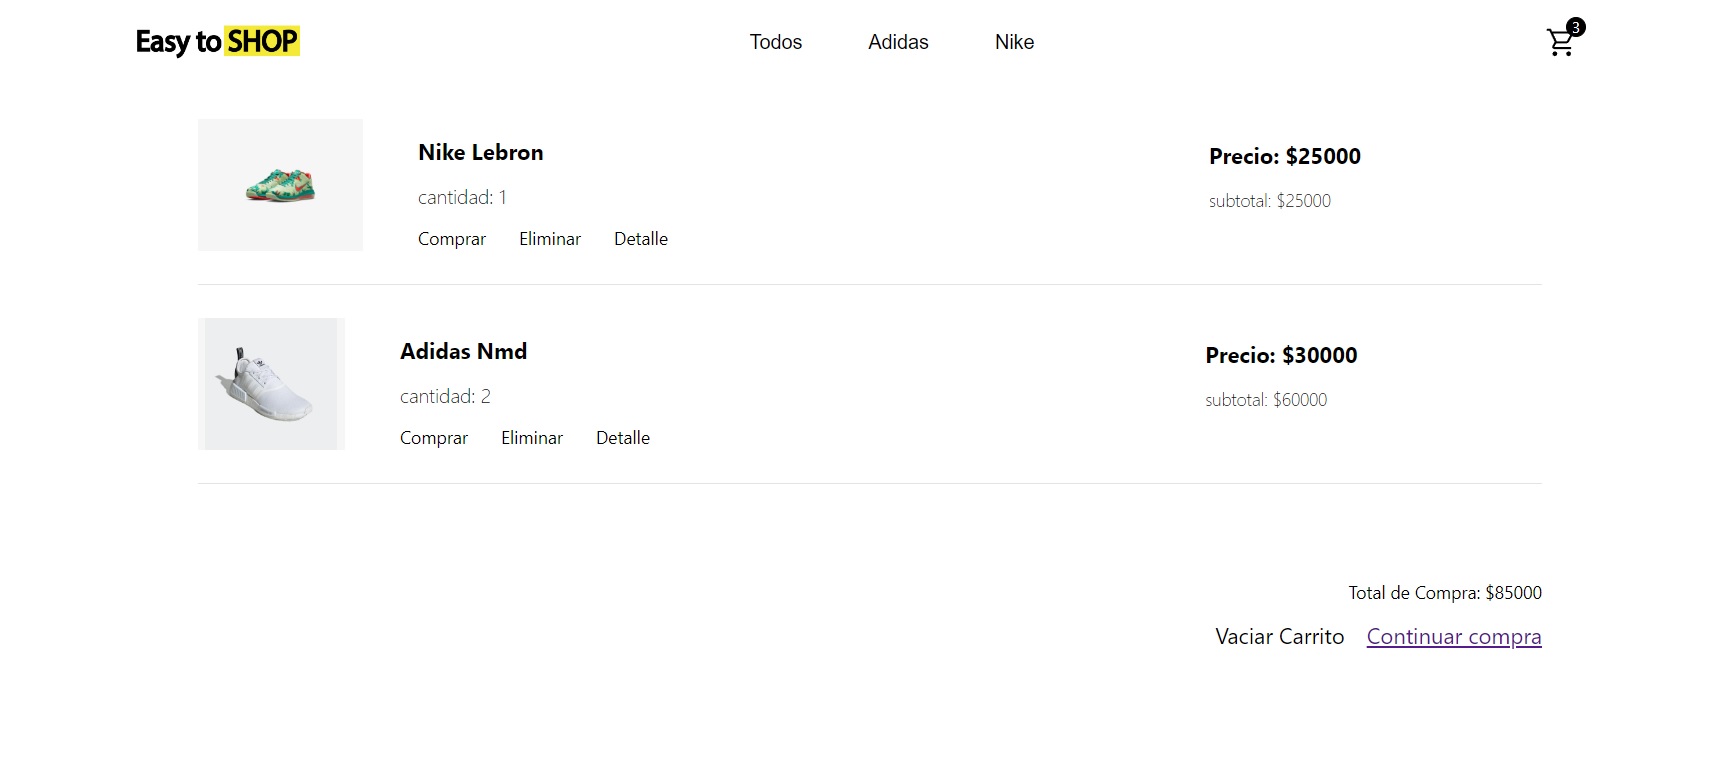 Easy to SHOP
Todos Adidas Nike
3
Nike Lebron
cantidad: 1
Comprar Eliminar Detalle
Precio: $25000
subtotal: $25000
Adidas Nmd
cantidad: 2
Comprar Eliminar Detalle
Precio: $30000
subtotal: $60000
Total de Compra: $85000
Vaciar Carrito Continuar compra